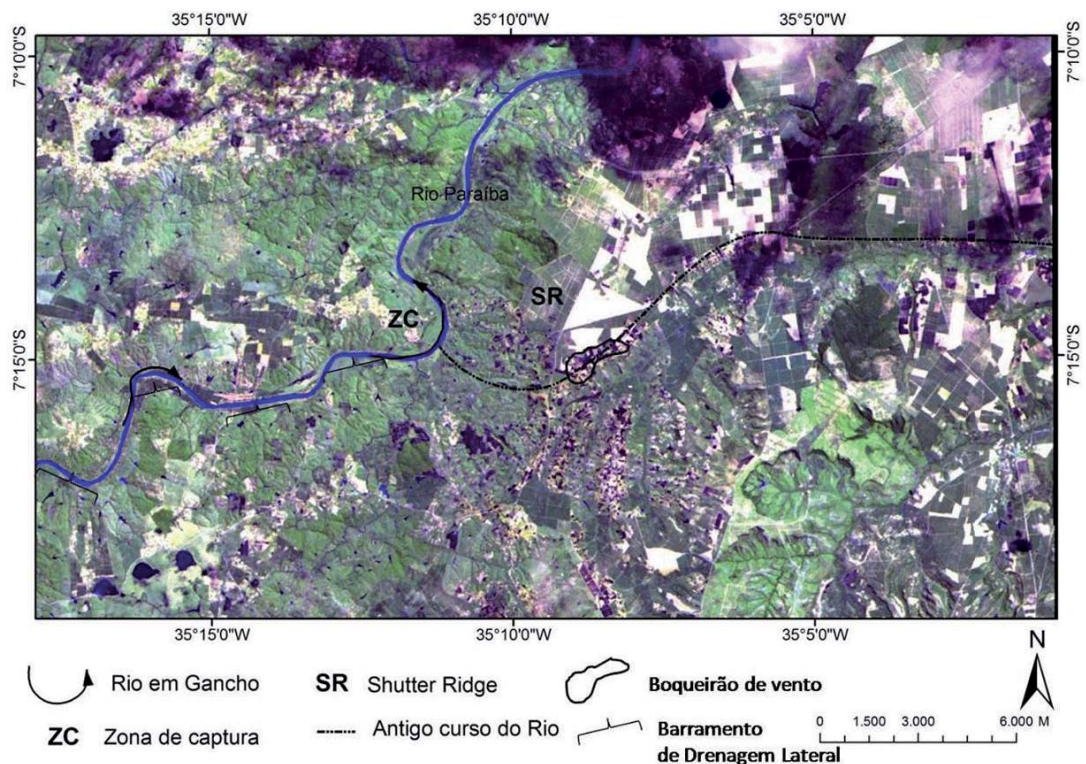 35°15'0"W 35°10'0"W 35°5'0"W
7°10'0"S
7°10'0"S
Rio Paraíba
SR
ZC
7°15'0"S
7°15'0"S
35°15'0"W 35°10'0"W 35°5'0"W
N
Rio em Gancho
SR Shutter Ridge
Boqueirão de vento
ZC Zona de captura
Antigo curso do Rio
Barramento
de Drenagem Lateral
0 1.500 3.000 6.000 M